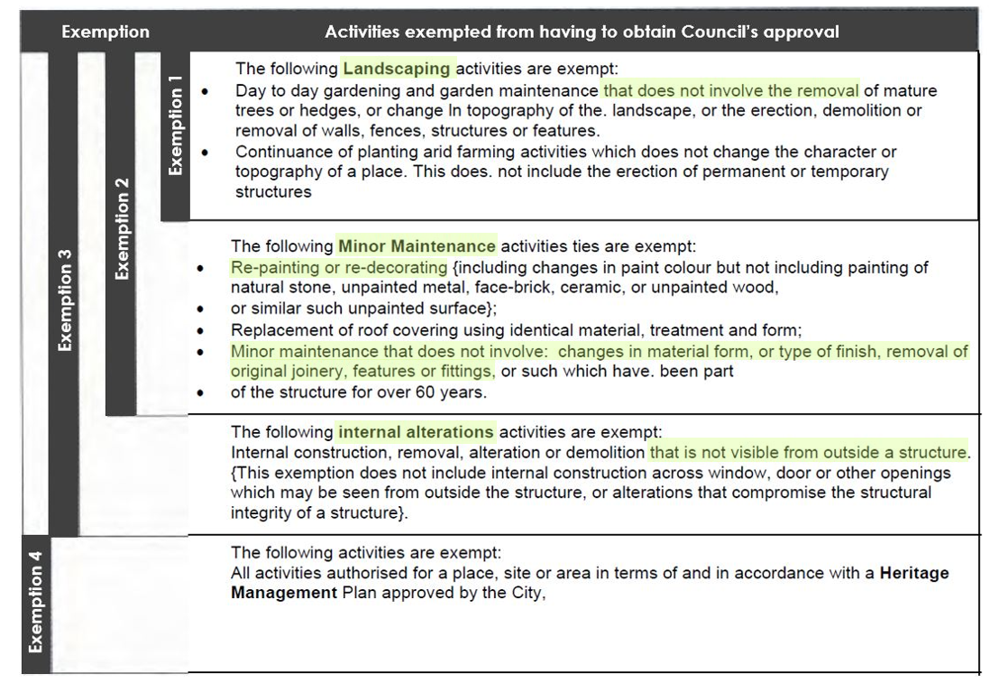 Exemption Activities exempted from having to obtain Council's approval
Exemption 1
The following Landscaping activities are exempt:
• Day to day gardening and garden maintenance that does not involve the removal of mature
trees or hedges, or change In topography of the. landscape, or the erection, demolition or
removal of walls, fences, structures or features.
• Continuance of planting arid farming activities which does not change the character or
topography of a place. This does. not include the erection of permanent or temporary
structures
Exemption 2
The following Minor Maintenance activities ties are exempt:
• Re-painting or re-decorating {including changes in paint colour but not including painting of
natural stone, unpainted metal, face-brick, ceramic, or unpainted wood,
• or similar such unpainted surface};
• Replacement of roof covering using identical material, treatment and form;
• Minor maintenance that does not involve: changes in material form, or type of finish, removal of
original joinery, features or fittings, or such which have. been part
• of the structure for over 60 years.
Exemption 3
The following internal alterations activities are exempt:
Internal construction, removal, alteration or demolition that is not visible from outside a structure.
{This exemption does not include internal construction across window, door or other openings
which may be seen from outside the structure, or alterations that compromise the structural
integrity of a structure}.
Exemption 4
The following activities are exempt:
All activities authorised for a place, site or area in terms of and in accordance with a Heritage
Management Plan approved by the City,